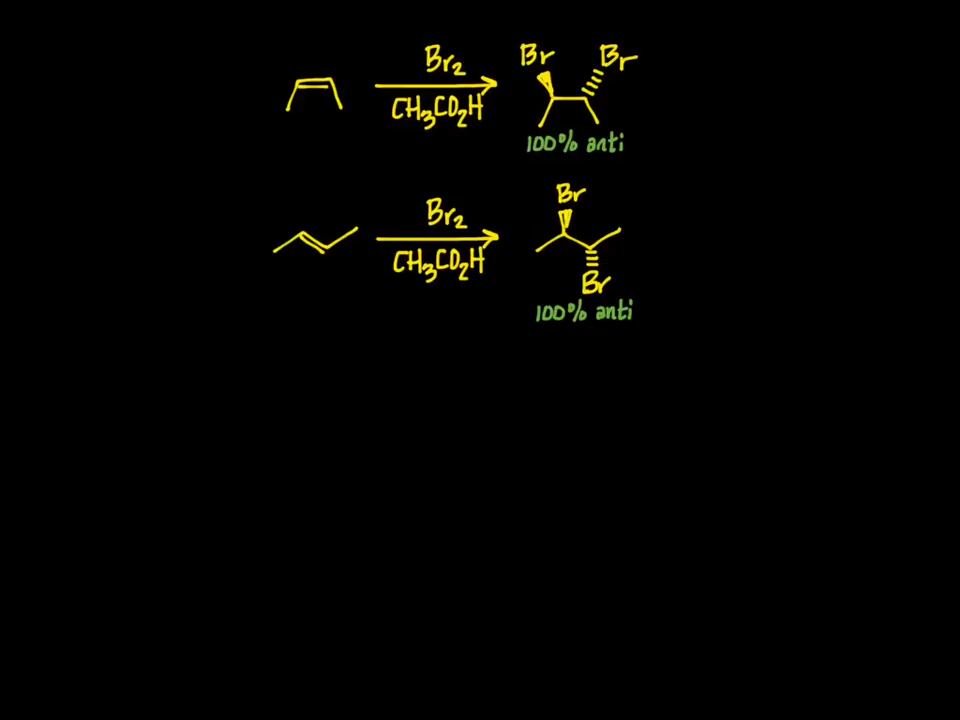 Br₂
CH₃CO₂H
Br Br
100% anti
Br₂
CH₃CO₂H
Br
Br
100% anti